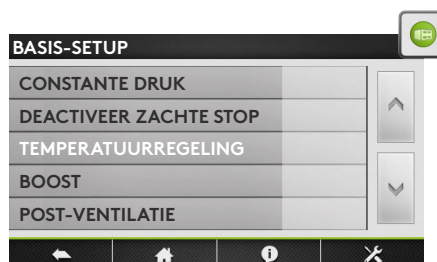 BASIS-SETUP
CONSTANTE DRUK
DEACTIVEER ZACHTE STOP
TEMPERATUURREGELING
BOOST
POST-VENTILATIE